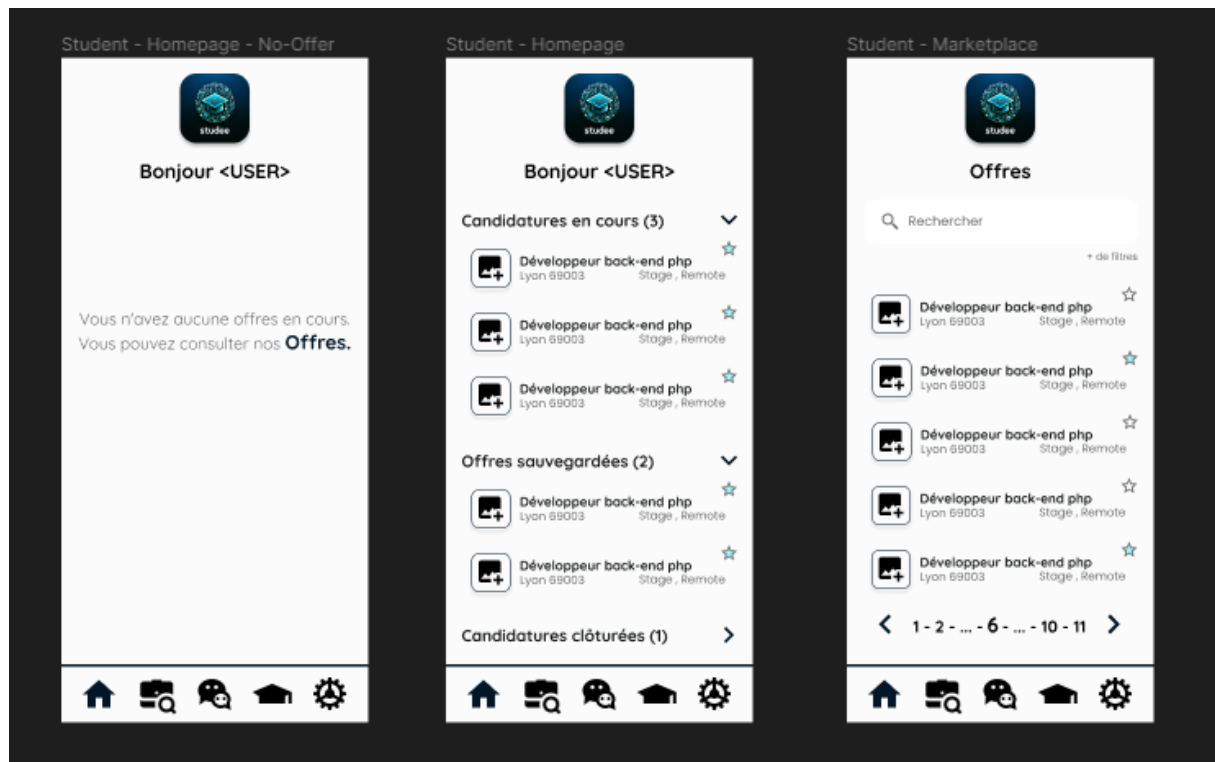 Student - Homepage - No-Offer
studee
Bonjour <USER>
Vous n'avez aucune offres en cours.
Vous pouvez consulter nos Offres.
Student - Homepage
studee
Bonjour <USER>
Candidatures en cours (3)
Développeur back-end php
Lyon 69003 Stage , Remote
Développeur back-end php
Lyon 69003 Stage , Remote
Développeur back-end php
Lyon 69003 Stage , Remote
Offres sauvegardées (2)
Développeur back-end php
Lyon 69003 Stage , Remote
Développeur back-end php
Lyon 69003 Stage , Remote
Candidatures clôturées (1)
Student - Marketplace
studee
Offres
Rechercher
+ de filtres
Développeur back-end php
Lyon 69003 Stage , Remote
Développeur back-end php
Lyon 69003 Stage , Remote
Développeur back-end php
Lyon 69003 Stage , Remote
Développeur back-end php
Lyon 69003 Stage , Remote
Développeur back-end php
Lyon 69003 Stage , Remote
1 - 2 - ... - 6 - ... - 10 - 11